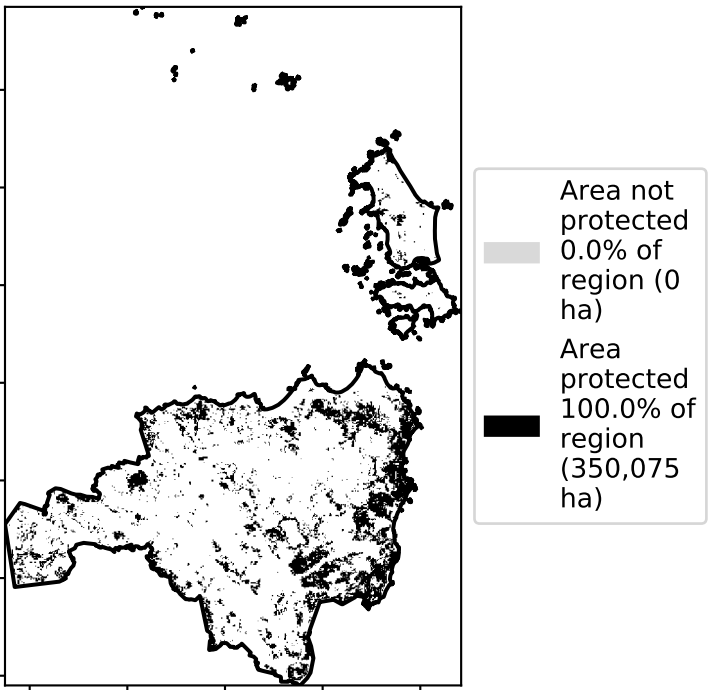 Area not
protected
0.0% of
region (0
ha)
Area
protected
100.0% of
region
(350,075
ha)